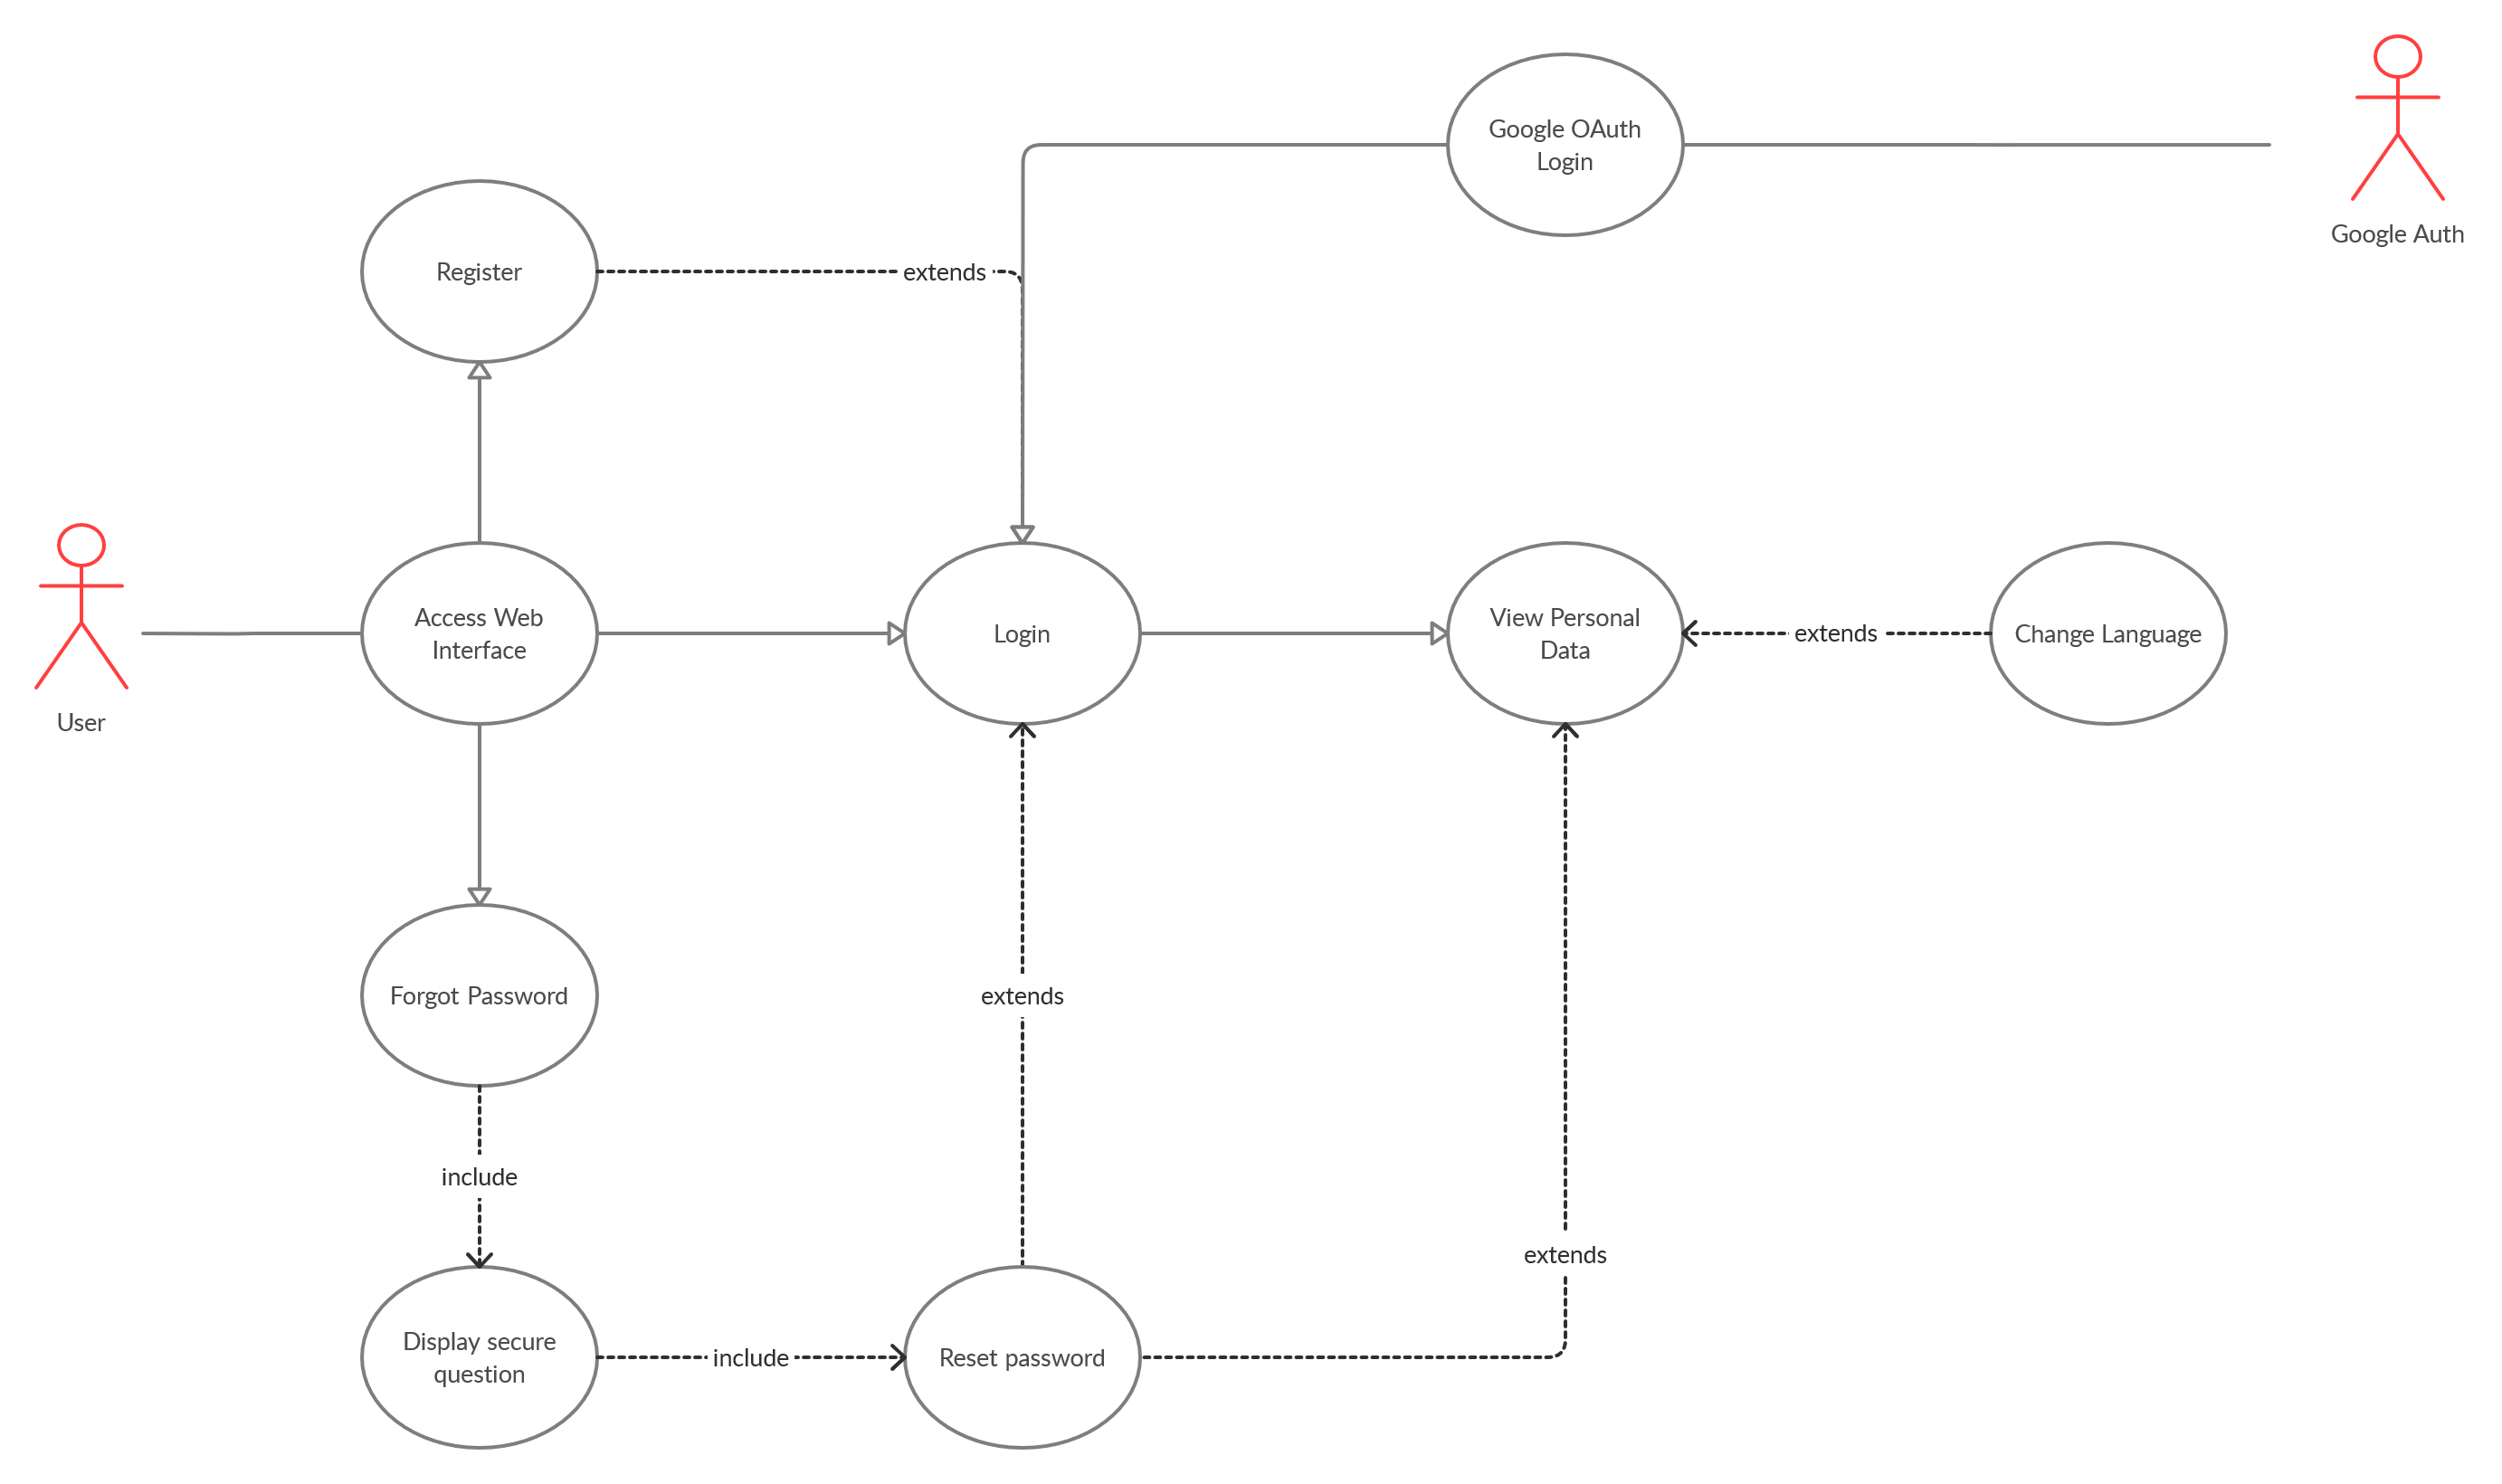 Google OAuth
Login
Google Auth
Register
extends
Access Web
Interface
Login
View Personal
Data
extends
Change Language
User
Forgot Password
extends
include
extends
Display secure
question
include
Reset password